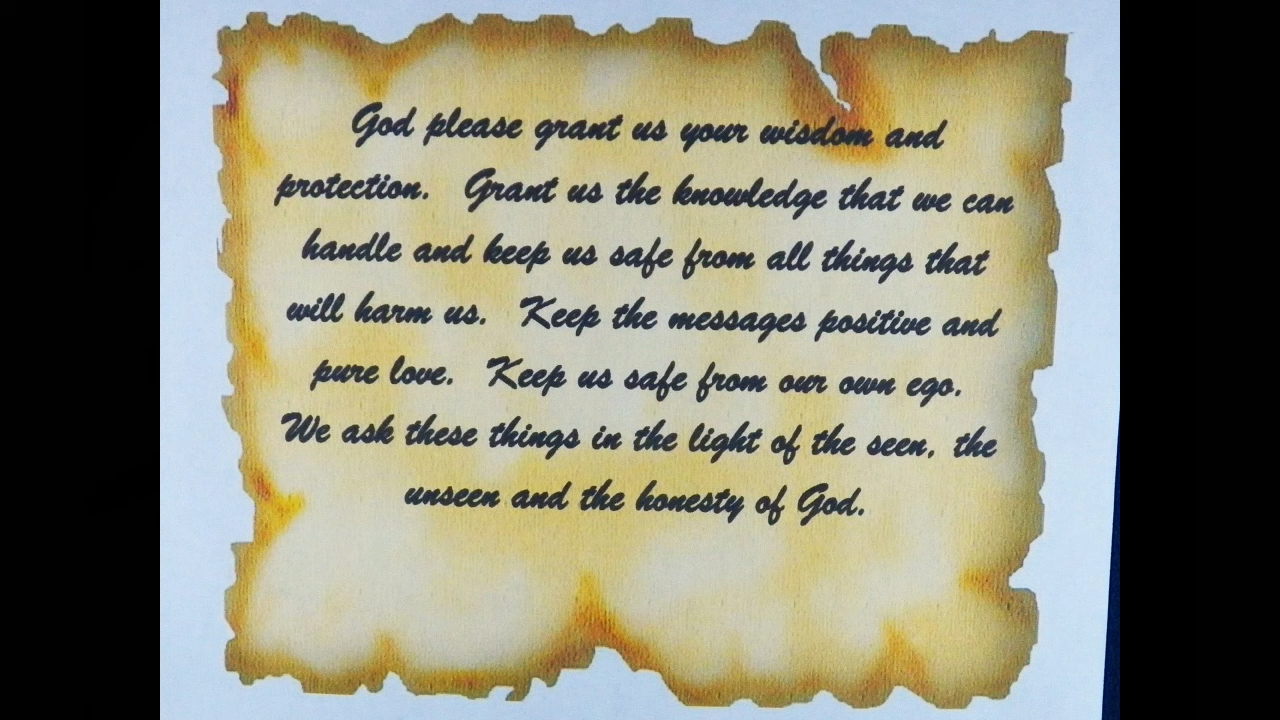 God please grant us your wisdom and
protection. Grant us the knowledge that we can
handle and keep us safe from all things that
will harm us. Keep the messages positive and
pure love. Keep us safe from our own ego.
We ask these things in the light of the seen, the
unseen and the honesty of God.